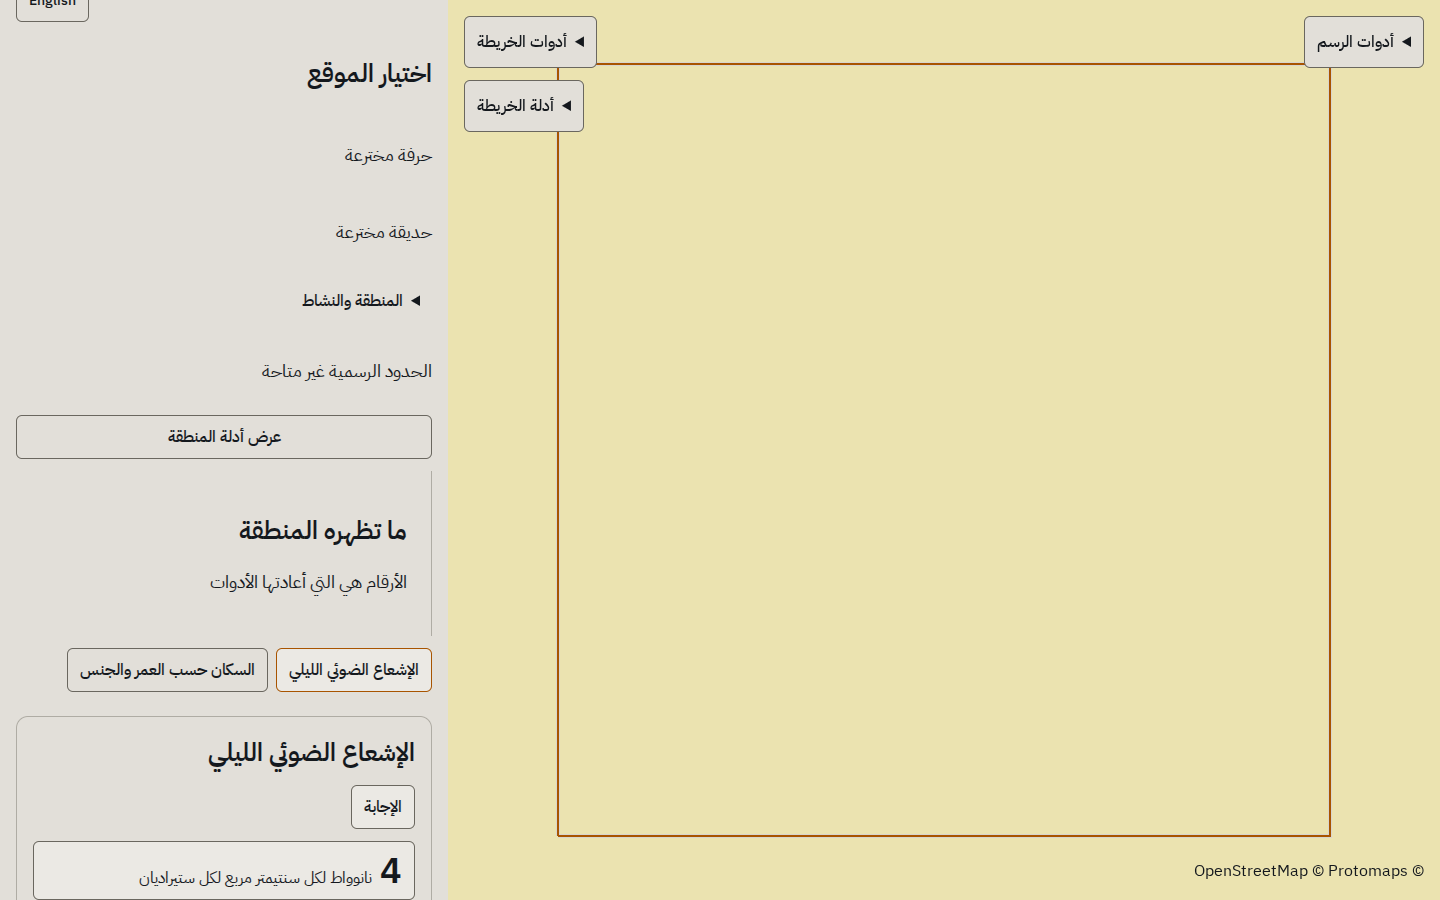 English
اختيار الموقع
حرفة مخترعة
حديقة مخترعة
المنطقة والنشاط
الحدود الرسمية غير متاحة
عرض أدلة المنطقة
ما تظهره المنطقة
الأرقام هي التي أعادتها الأدوات
الإشعاع الضوئي الليلي
السكان حسب العمر والجنس
الإشعاع الضوئي الليلي
الإجابة
4 نانوواط لكل سنتيمتر مربع لكل ستيراديان
أدوات الرسم
أدوات الخريطة
أدلة الخريطة
OpenStreetMap © Protomaps ©